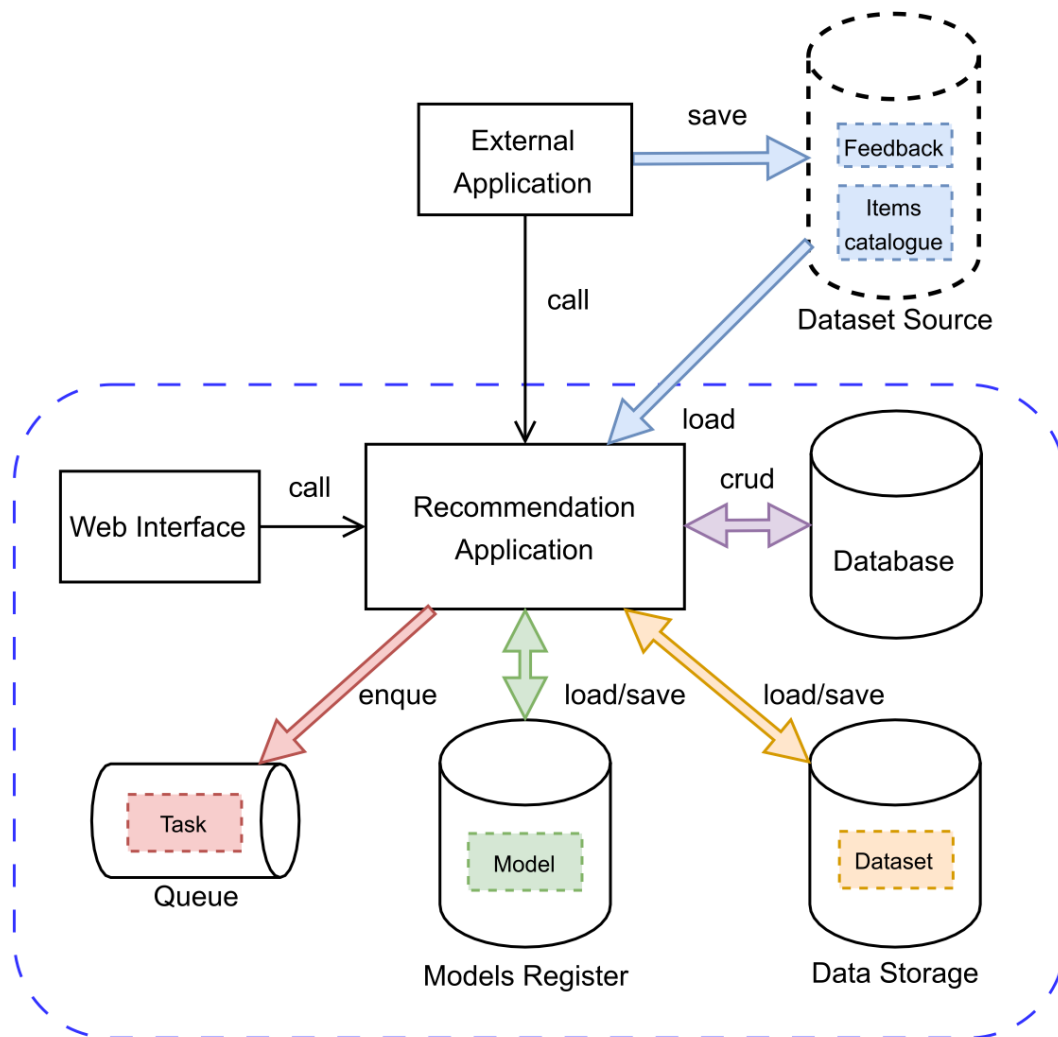 save
External
Application
Feedback
Items
catalogue
call
Dataset Source
load
call
crud
Web Interface
Recommendation
Application
Database
enque
load/save
load/save
Task
Model
Dataset
Queue
Models Register
Data Storage